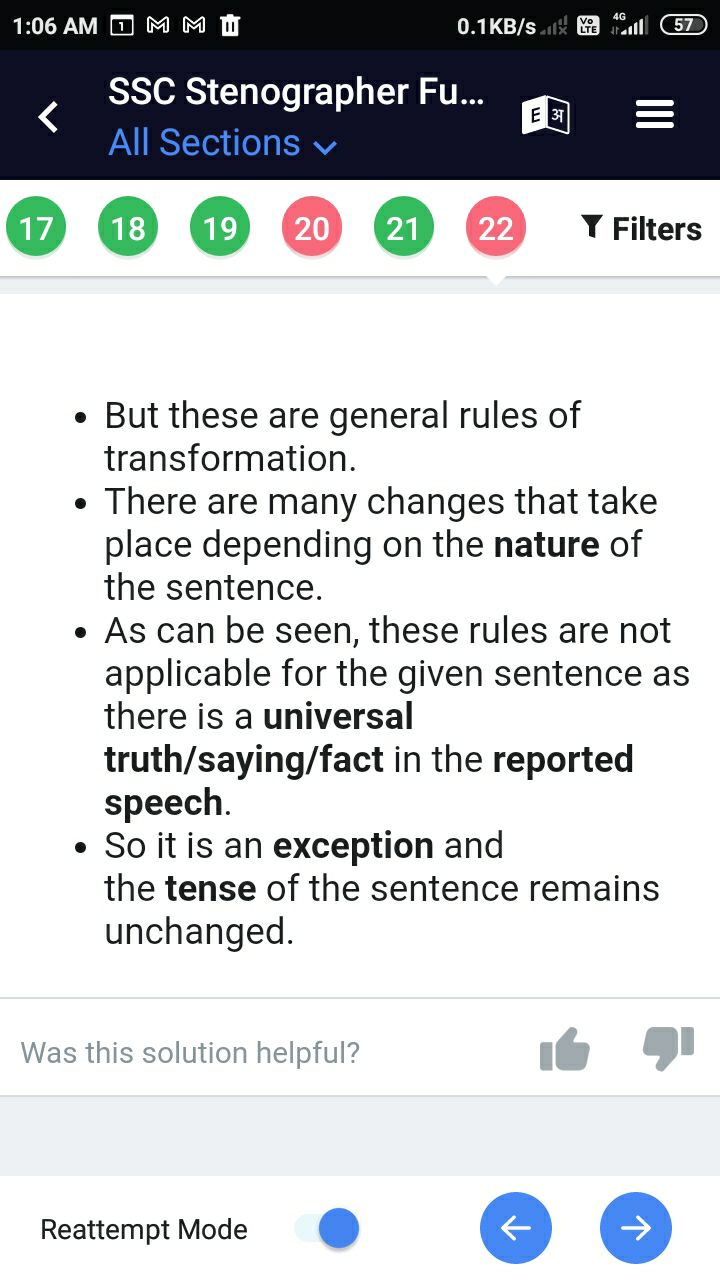 1:06 AM 1 0.1KB/s Vo LTE 4G 57
SSC Stenographer Fu...
E अ
All Sections
17 18 19 20 21 22 Filters
• But these are general rules of
transformation.
• There are many changes that take
place depending on the nature of
the sentence.
• As can be seen, these rules are not
applicable for the given sentence as
there is a universal
truth/saying/fact in the reported
speech.
• So it is an exception and
the tense of the sentence remains
unchanged.
Was this solution helpful?
Reattempt Mode